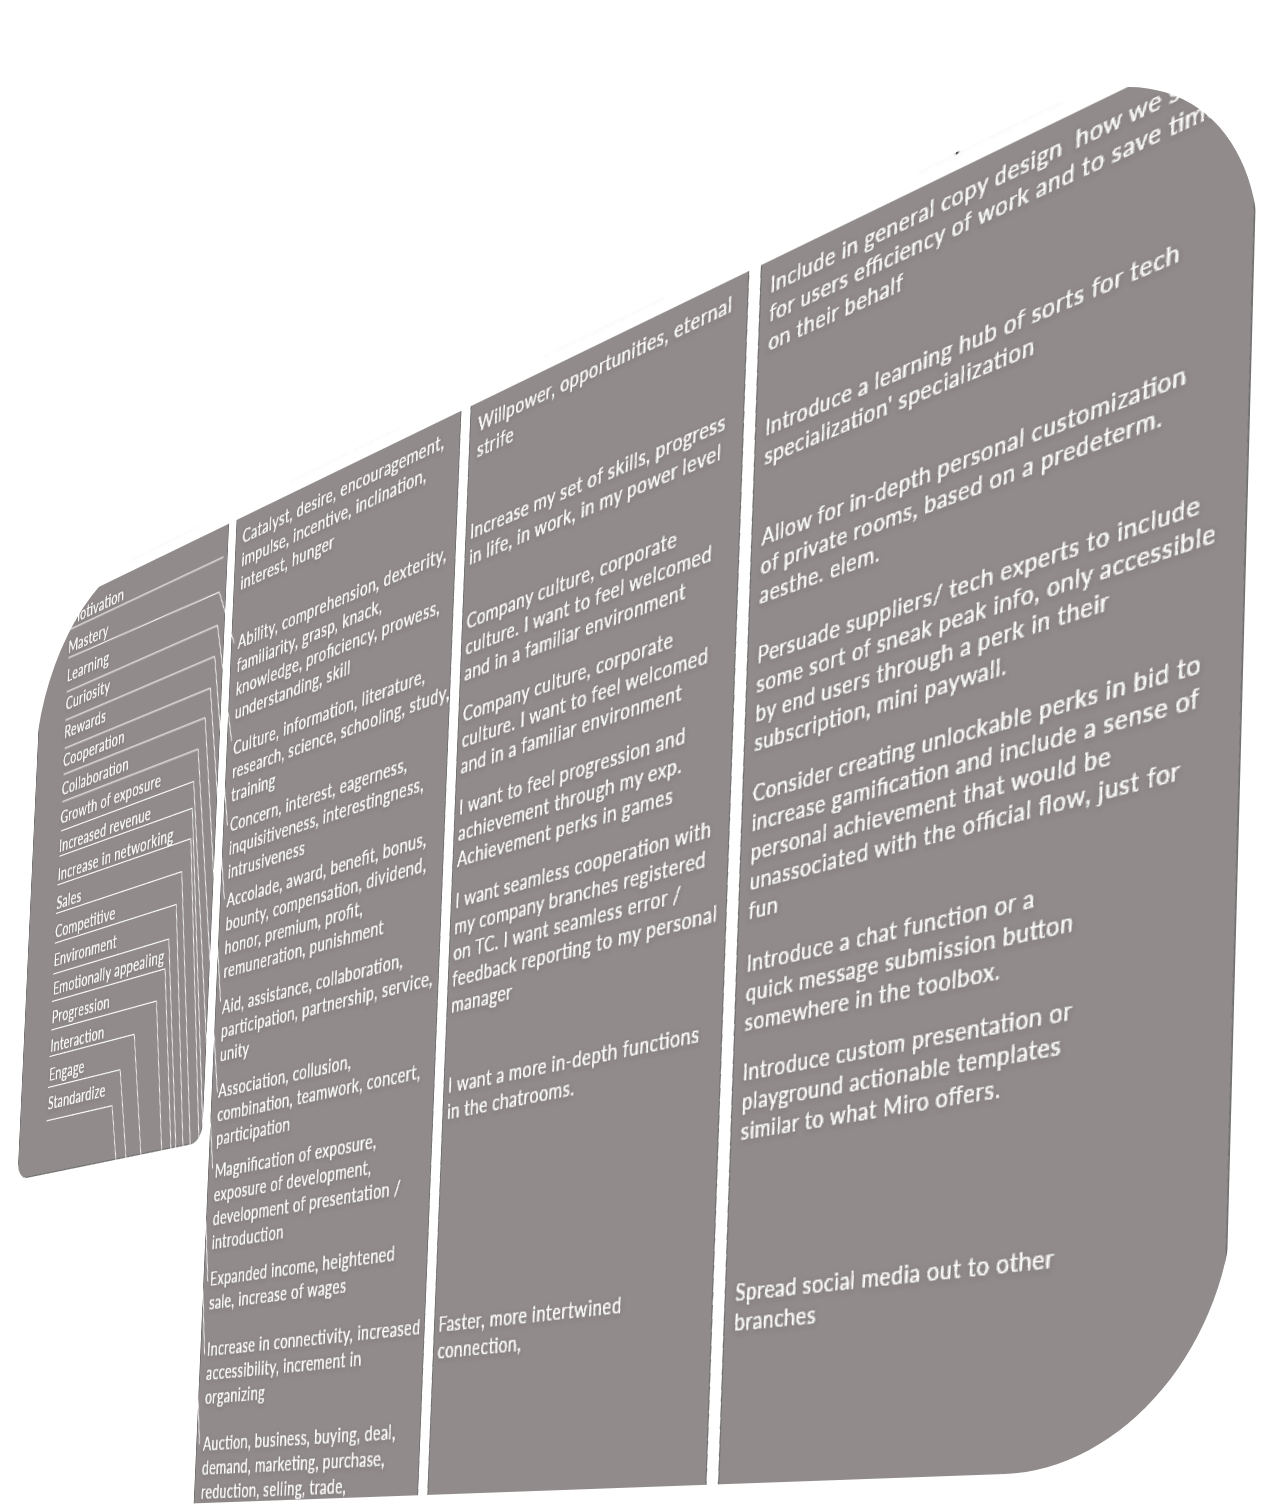 Mastery
Learning
Curiosity
Rewards
Cooperation
Collaboration
Growth of exposure
Increased revenue
Increase in networking
Sales
Competitive
Environment
Emotionally appealing
Progression
Interaction
Engage
Standardize
Catalyst, desire, encouragement,
impulse, incentive, inclination,
interest, hunger
Ability, comprehension, dexterity,
familiarity, grasp, knack,
knowledge, proficiency, prowess,
understanding, skill
Culture, information, literature,
research, science, schooling, study,
training
Concern, interest, eagerness,
inquisitiveness, interestingness,
intrusiveness
Accolade, award, benefit, bonus,
bounty, compensation, dividend,
honor, premium, profit,
remuneration, punishment
Aid, assistance, collaboration,
participation, partnership, service,
unity
Association, collusion,
combination, teamwork, concert,
participation
Magnification of exposure,
exposure of development,
development of presentation /
introduction
Expanded income, heightened
sale, increase of wages
Increase in connectivity, increased
accessibility, increment in
organizing
Auction, business, buying, deal,
demand, marketing, purchase,
reduction, selling, trade,
Willpower, opportunities, eternal
strife
Increase my set of skills, progress
in life, in work, in my power level
Company culture, corporate
culture. I want to feel welcomed
and in a familiar environment
Company culture, corporate
culture. I want to feel welcomed
and in a familiar environment
I want to feel progression and
achievement through my exp.
Achievement perks in games
I want seamless cooperation with
my company branches registered
on TC. I want seamless error /
feedback reporting to my personal
manager
I want a more in-depth functions
in the chatrooms.
Faster, more intertwined
connection,
Include in general copy design how we
for users efficiency of work and to save
on their behalf
Introduce a learning hub of sorts for tech
specialization' specialization
Allow for in-depth personal customization
of private rooms, based on a predeterm.
aesthe. elem.
Persuade suppliers/ tech experts to include
some sort of sneak peak info, only accessible
by end users through a perk in their
subscription, mini paywall.
Consider creating unlockable perks in bid to
increase gamification and include a sense of
personal achievement that would be
unassociated with the official flow, just for
fun
Introduce a chat function or a
quick message submission button
somewhere in the toolbox.
Introduce custom presentation or
playground actionable templates
similar to what Miro offers.
Spread social media out to other
branches